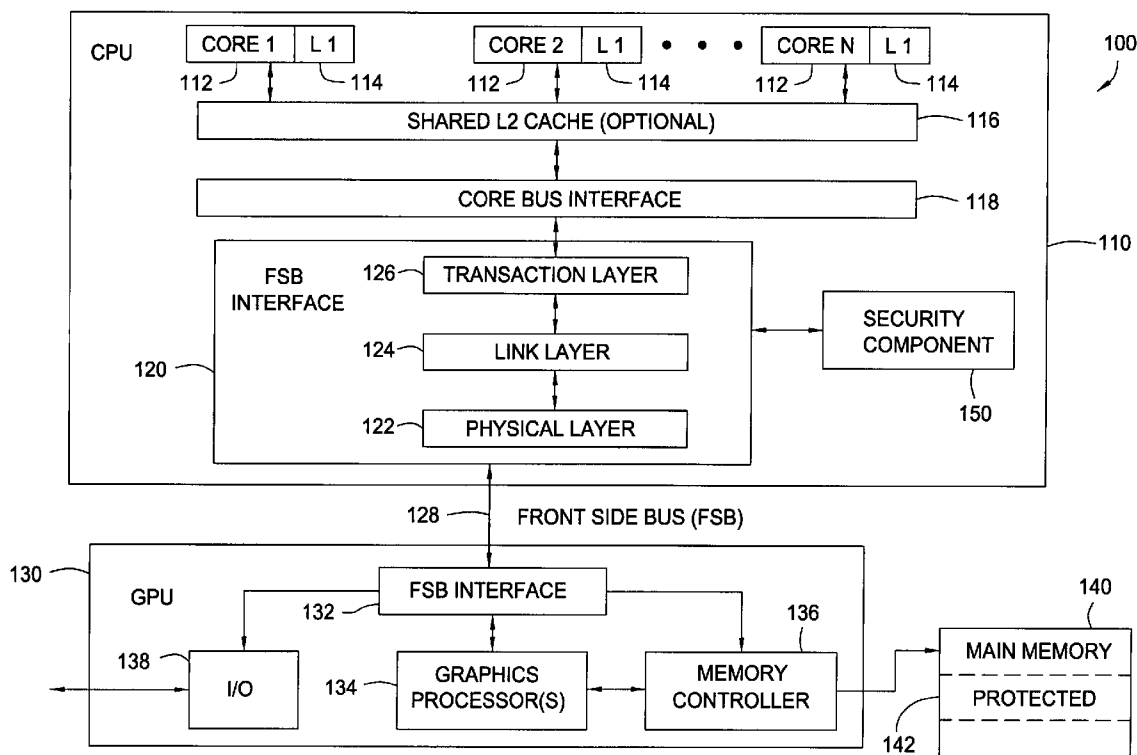 CPU
CORE 1 L 1
CORE 2 L 1
CORE N L 1
100
112 114
112 114
112 114
SHARED L2 CACHE (OPTIONAL)
116
CORE BUS INTERFACE
118
110
FSB
INTERFACE
126
TRANSACTION LAYER
124
LINK LAYER
120
122
PHYSICAL LAYER
SECURITY
COMPONENT
150
128
FRONT SIDE BUS (FSB)
130
GPU
FSB INTERFACE
132
136
140
138
I/O
134
GRAPHICS
PROCESSOR(S)
MEMORY
CONTROLLER
MAIN MEMORY
PROTECTED
142